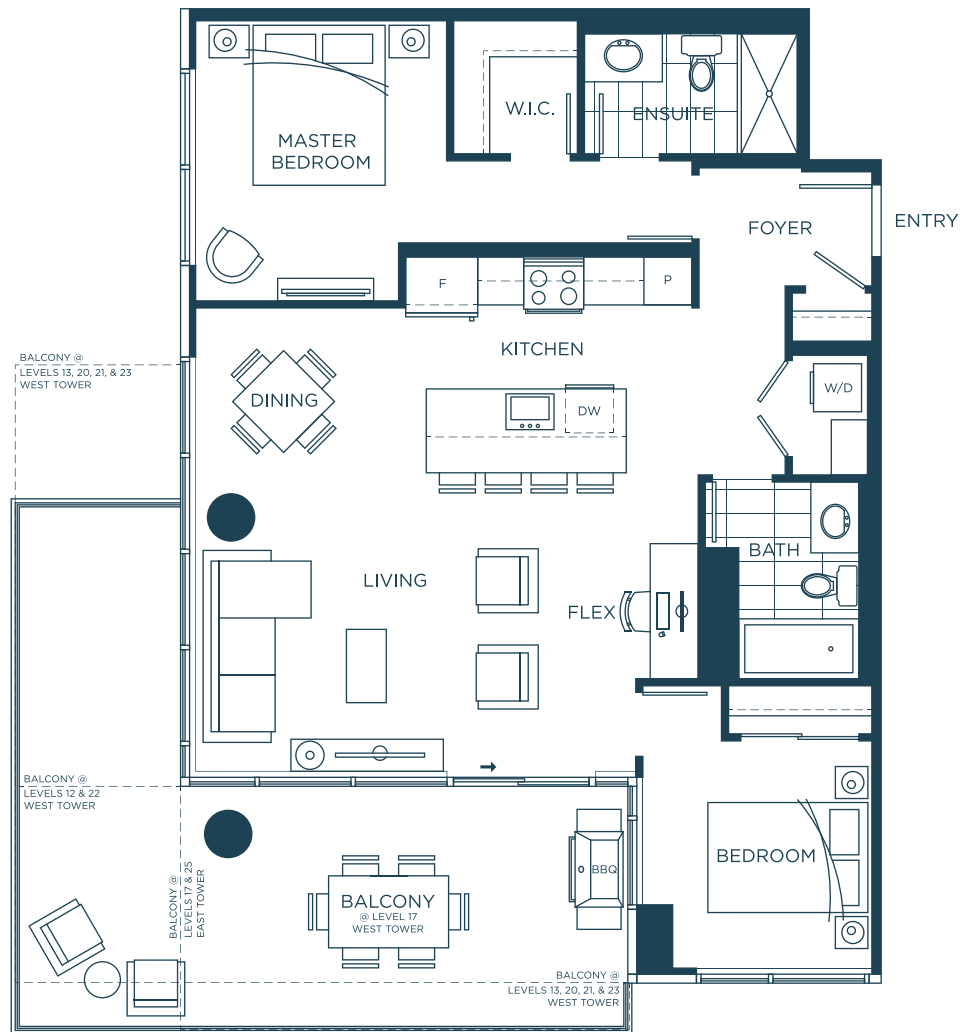 W.I.C.
ENSUITE
MASTER
BEDROOM
FOYER
ENTRY
F
P
KITCHEN
BALCONY @
LEVELS 13, 20, 21, & 23
WEST TOWER
DINING
DW
W/D
BATH
LIVING
FLEX
BALCONY @
LEVELS 12 & 22
WEST TOWER
BALCONY @
LEVELS 17 & 25
EAST TOWER
BBQ
BEDROOM
BALCONY
@ LEVEL 17
WEST TOWER
BALCONY @
LEVELS 13, 20, 21, & 23
WEST TOWER